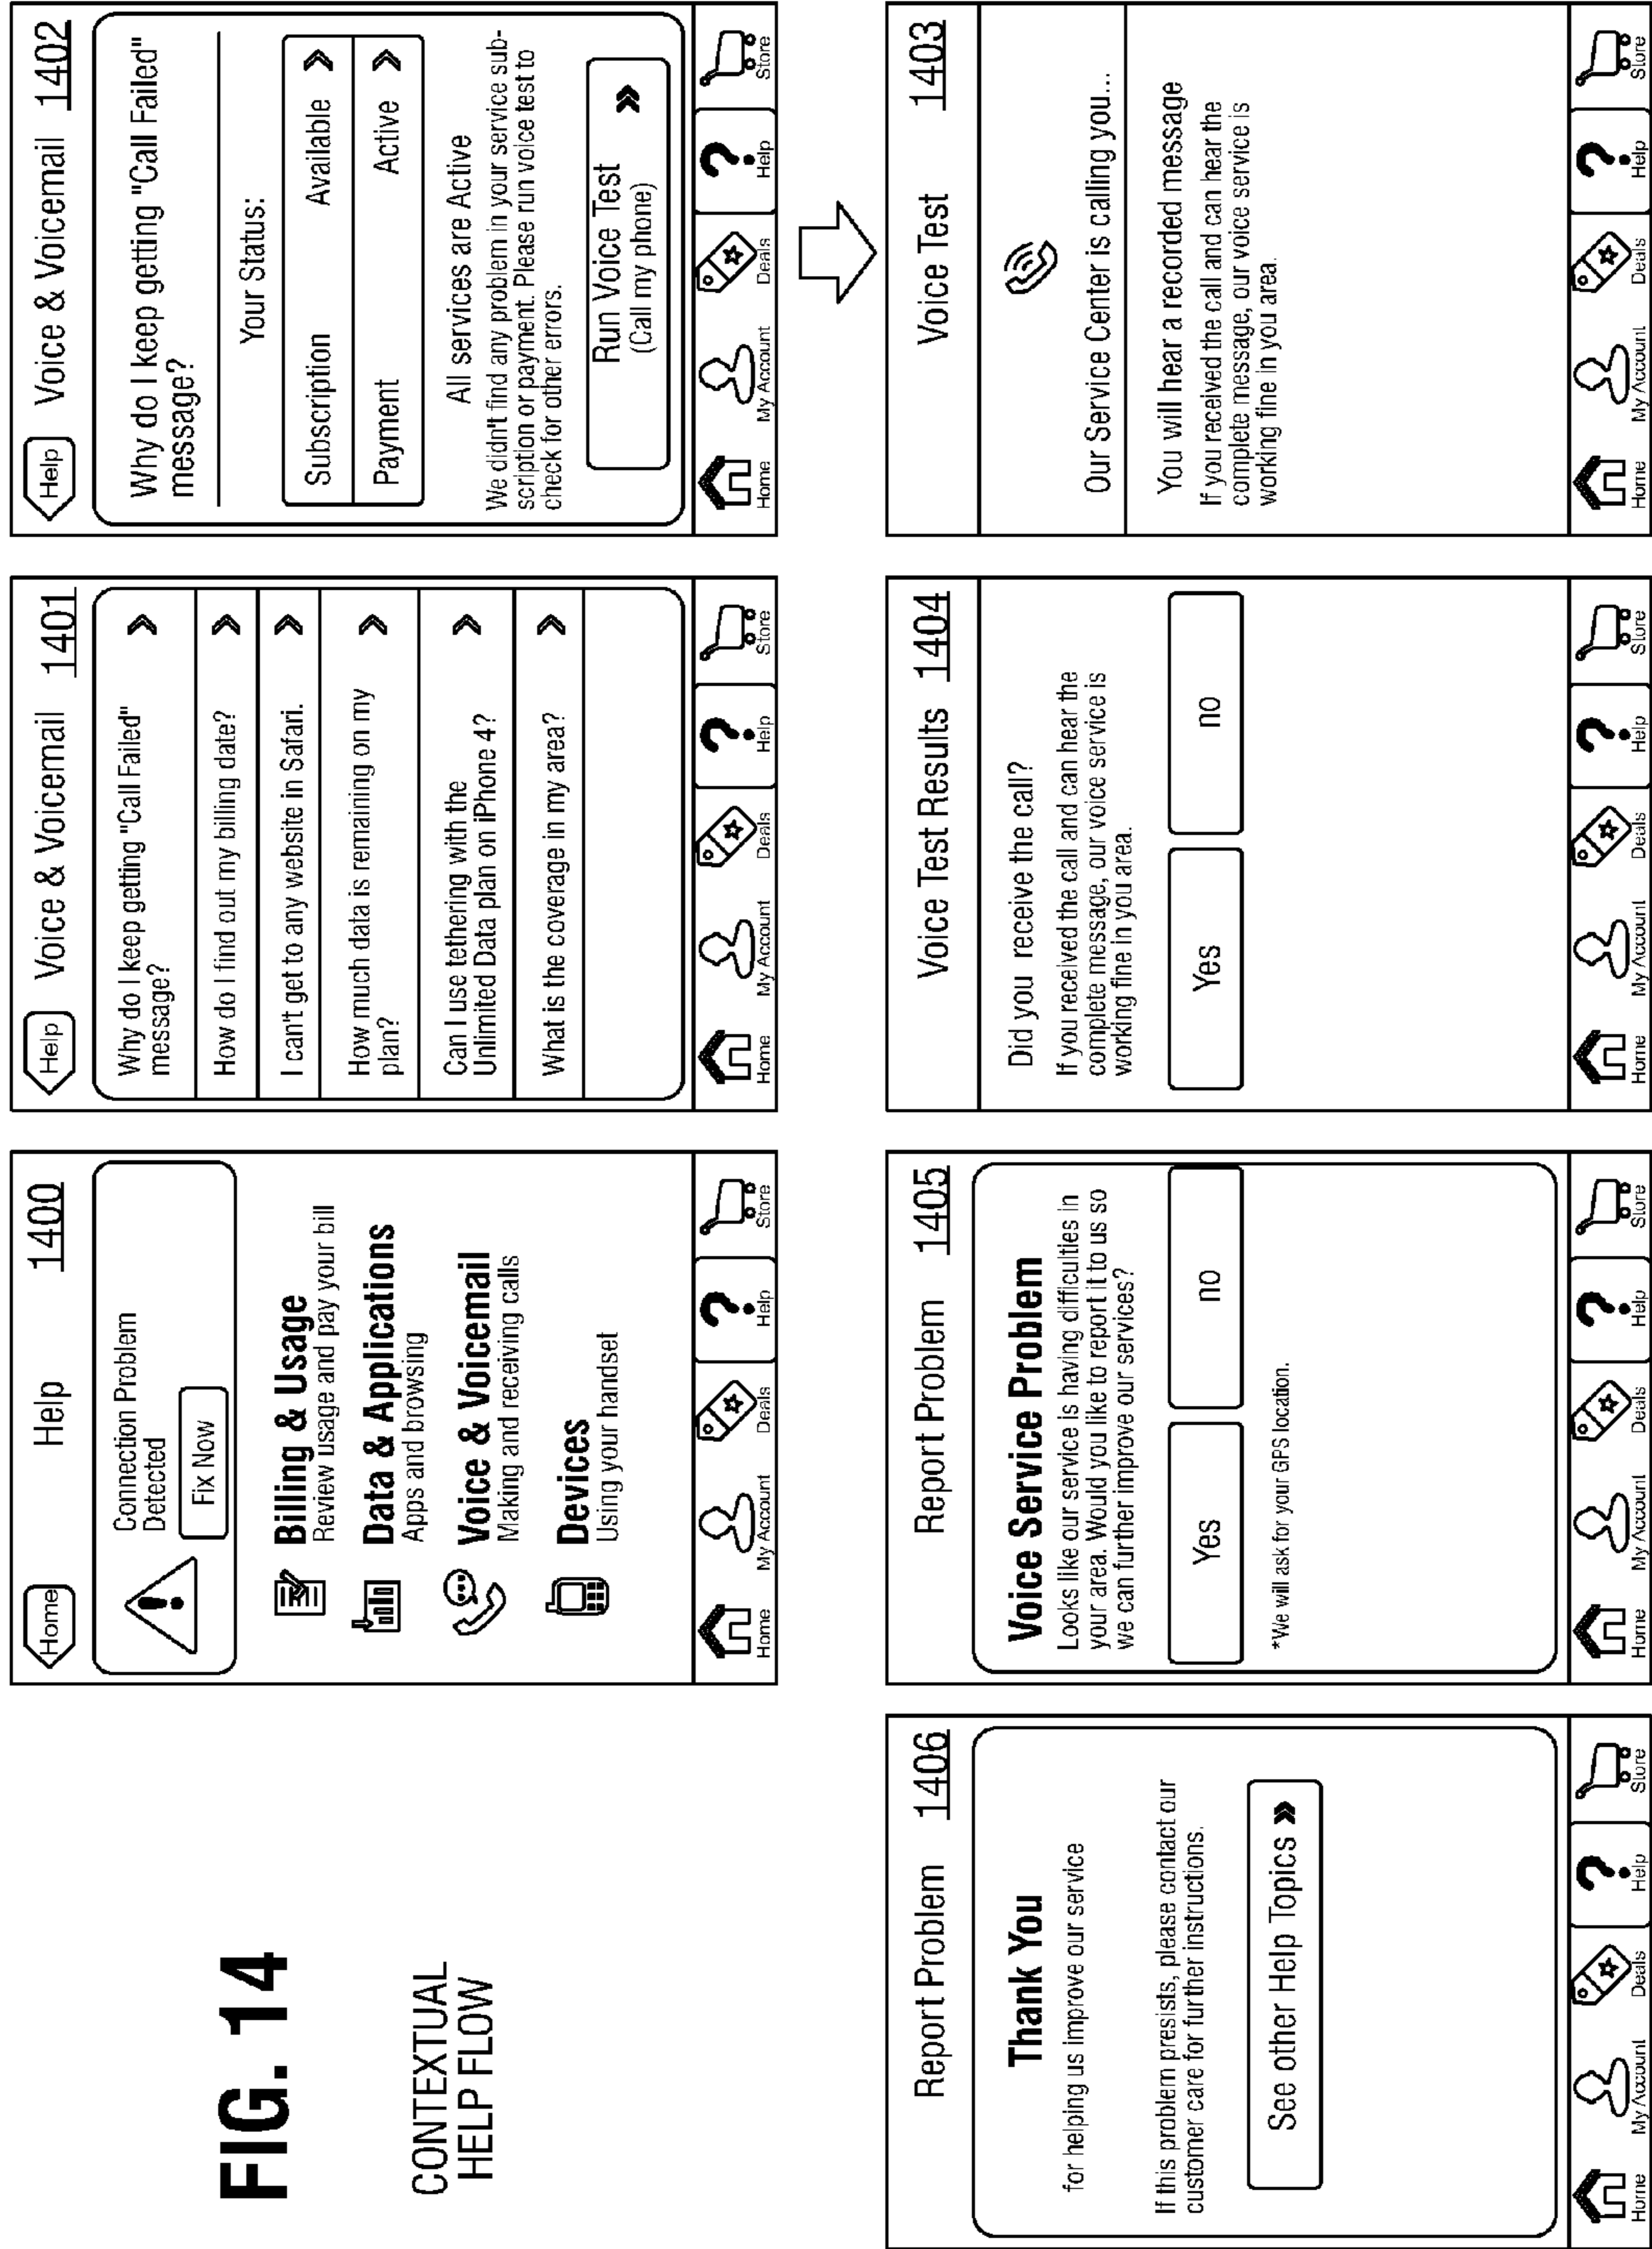 FIG. 14
CONTEXTUAL
HELP FLOW
Home
Help
1400
Connection Problem
Detected
Fix Now
Billing & Usage
Review usage and pay your bill
Data & Applications
Apps and browsing
Voice & Voicemail
Making and receiving calls
Devices
Using your handset
Home
My Account
Deals
Help
Store
Help
Voice & Voicemail
1401
Why do I keep getting "Call Failed"
message?
How do I find out my billing date?
I can't get to any website in Safari.
How much data is remaining on my
plan?
Can I use tethering with the
Unlimited Data plan on iPhone 4?
What is the coverage in my area?
Home
My Account
Deals
Help
Store
Help
Voice & Voicemail
1402
Why do I keep getting "Call Failed"
message?
Your Status:
Subscription Available
Payment Active
All services are Active
We didn't find any problem in your service sub-
scription or payment. Please run voice test to
check for other errors.
Run Voice Test
(Call my phone)
Home
My Account
Deals
Help
Store
Report Problem
1406
Thank You
for helping us improve our service
If this problem presists, please contact our
customer care for further instructions.
See other Help Topics »
Home
My Account
Deals
Help
Store
Report Problem
1405
Voice Service Problem
Looks like our service is having difficulties in
your area. Would you like to report it to us so
we can further improve our services?
Yes
no
*We will ask for your GPS location.
Home
My Account
Deals
Help
Store
Voice Test Results
1404
Did you receive the call?
If you received the call and can hear the
complete message, our voice service is
working fine in you area.
Yes
no
Home
My Account
Deals
Help
Store
Voice Test
1403
Our Service Center is calling you...
You will hear a recorded message
If you received the call and can hear the
complete message, our voice service is
working fine in you area.
Home
My Account
Deals
Help
Store